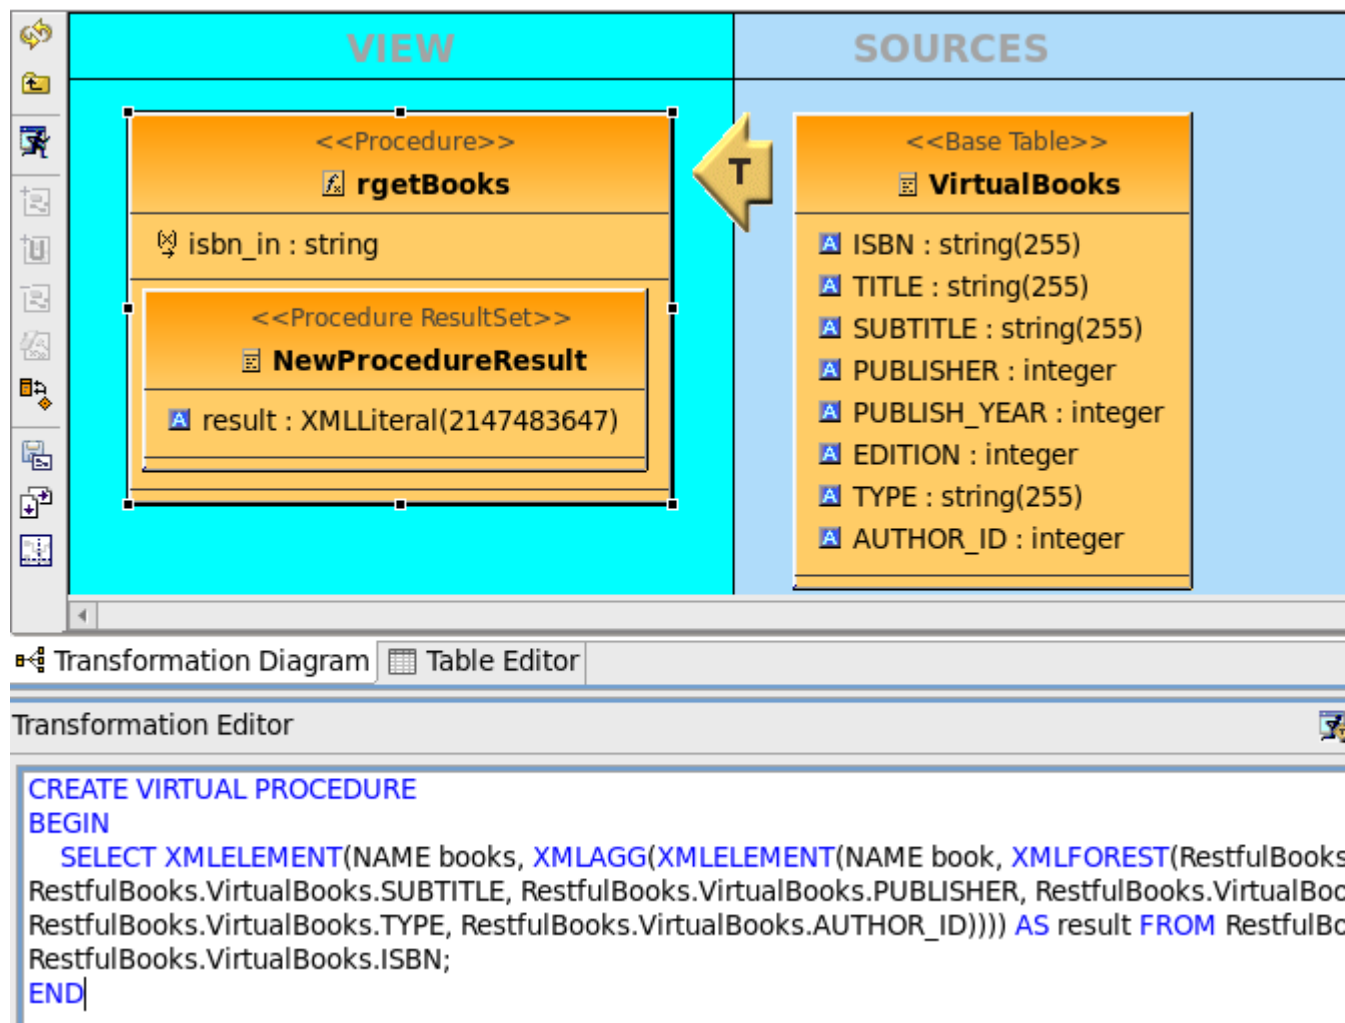 VIEW
SOURCES
<<Procedure>>
rgetBooks
isbn_in : string
<<Procedure ResultSet>>
NewProcedureResult
result : XMLLiteral(2147483647)
T
<<Base Table>>
VirtualBooks
ISBN : string(255)
TITLE : string(255)
SUBTITLE : string(255)
PUBLISHER : integer
PUBLISH_YEAR : integer
EDITION : integer
TYPE : string(255)
AUTHOR_ID : integer
Transformation Diagram
Table Editor
Transformation Editor
CREATE VIRTUAL PROCEDURE
BEGIN
SELECT XMLELEMENT(NAME books, XMLAGG(XMLELEMENT(NAME book, XMLFOREST(RestfulBooks
RestfulBooks.VirtualBooks.SUBTITLE, RestfulBooks.VirtualBooks.PUBLISHER, RestfulBooks.VirtualBoo
RestfulBooks.VirtualBooks.TYPE, RestfulBooks.VirtualBooks.AUTHOR_ID)))) AS result FROM RestfulBo
RestfulBooks.VirtualBooks.ISBN;
END